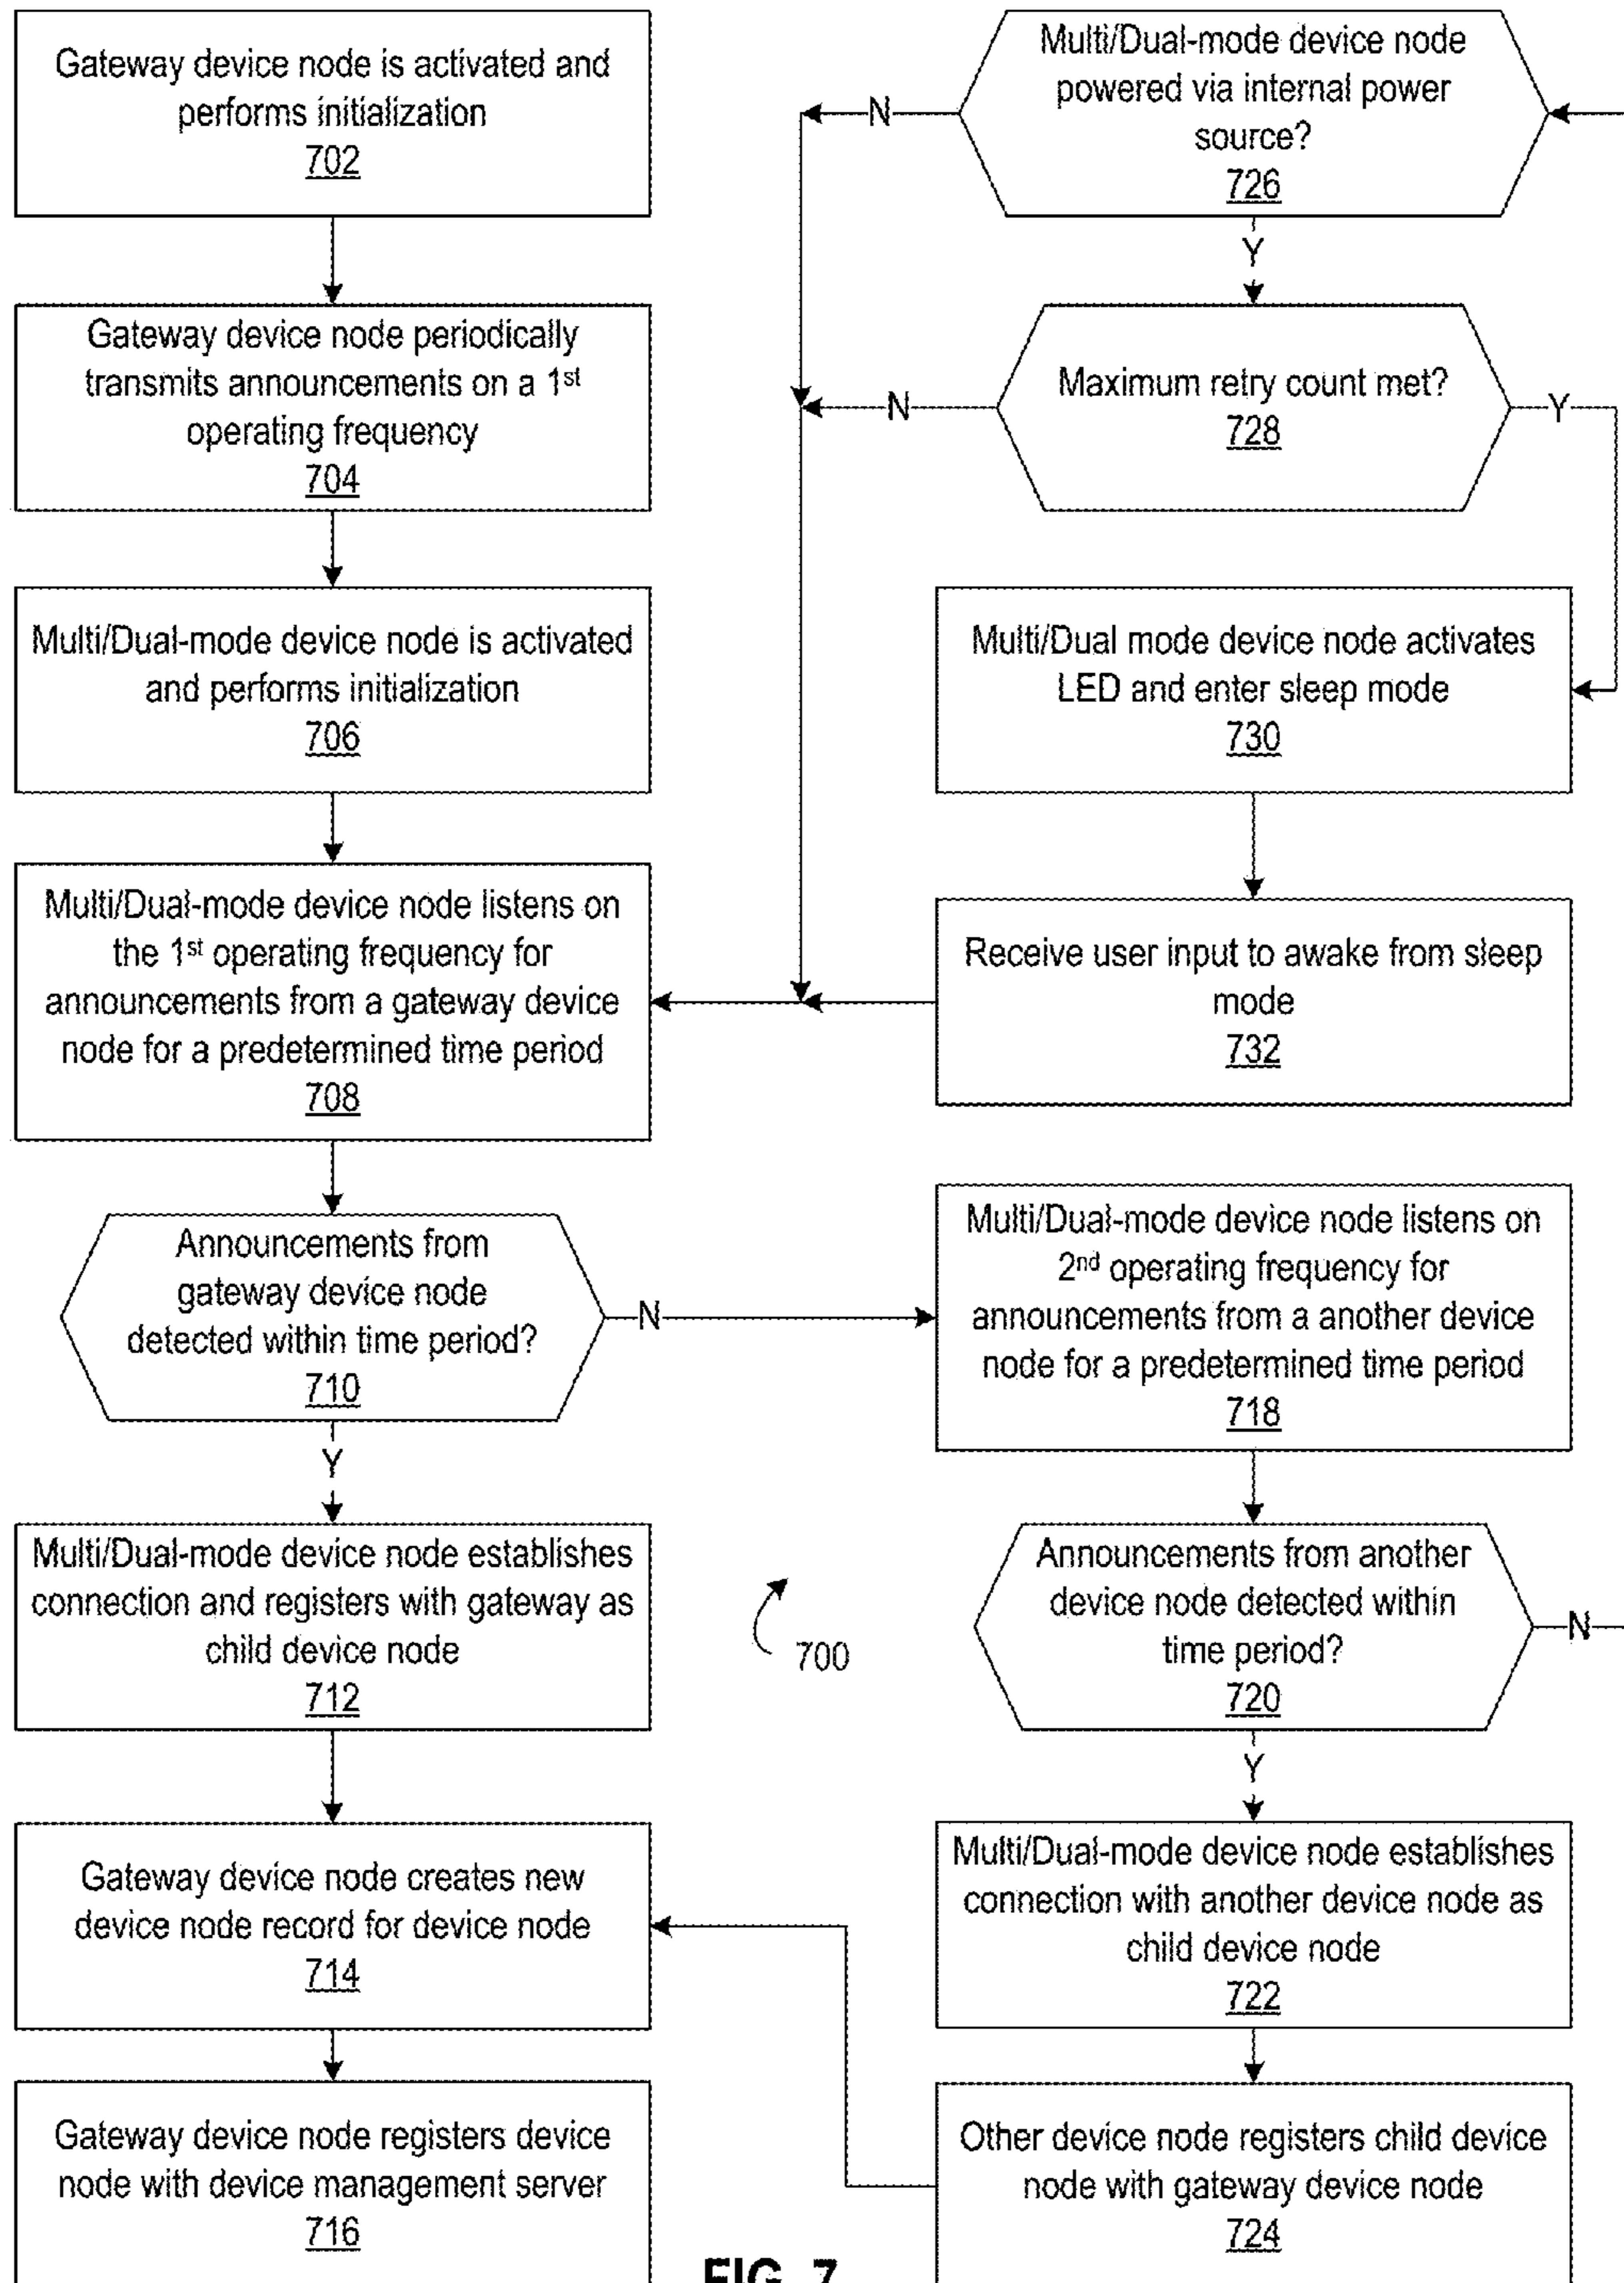 Gateway device node is activated and
performs initialization
702
Gateway device node periodically
transmits announcements on a 1st
operating frequency
704
Multi/Dual-mode device node is activated
and performs initialization
706
Multi/Dual-mode device node listens on
the 1st operating frequency for
announcements from a gateway device
node for a predetermined time period
708
Announcements from
gateway device node
detected within time period?
710
N
Y
Multi/Dual-mode device node establishes
connection and registers with gateway as
child device node
712
Gateway device node creates new
device node record for device node
714
Gateway device node registers device
node with device management server
716
Multi/Dual-mode device node
powered via internal power
source?
726
N
Y
Maximum retry count met?
728
N
Y
Multi/Dual mode device node activates
LED and enter sleep mode
730
Receive user input to awake from sleep
mode
732
Multi/Dual-mode device node listens on
2nd operating frequency for
announcements from a another device
node for a predetermined time period
718
Announcements from another
device node detected within
time period?
720
N
Y
Multi/Dual-mode device node establishes
connection with another device node as
child device node
722
Other device node registers child device
node with gateway device node
724
700
FIG. 7